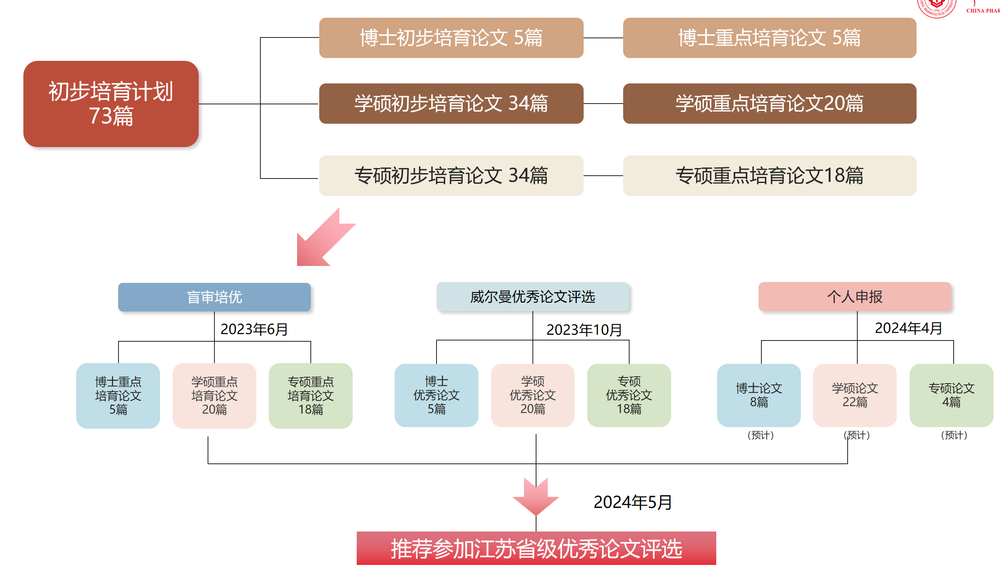 CHINA PHARMACEUTICAL UNIVERSITY
1936
CHINA PHAR
博士初步培育论文 5篇
博士重点培育论文 5篇
初步培育计划
73篇
学硕初步培育论文 34篇
学硕重点培育论文20篇
专硕初步培育论文 34篇
专硕重点培育论文18篇
盲审培优
威尔曼优秀论文评选
个人申报
2023年6月
2023年10月
2024年4月
博士重点
培育论文
5篇
学硕重点
培育论文
20篇
专硕重点
培育论文
18篇
博士
优秀论文
5篇
学硕
优秀论文
20篇
专硕
优秀论文
18篇
博士论文
8篇
学硕论文
22篇
专硕论文
4篇
(预计)
(预计)
(预计)
2024年5月
推荐参加江苏省级优秀论文评选